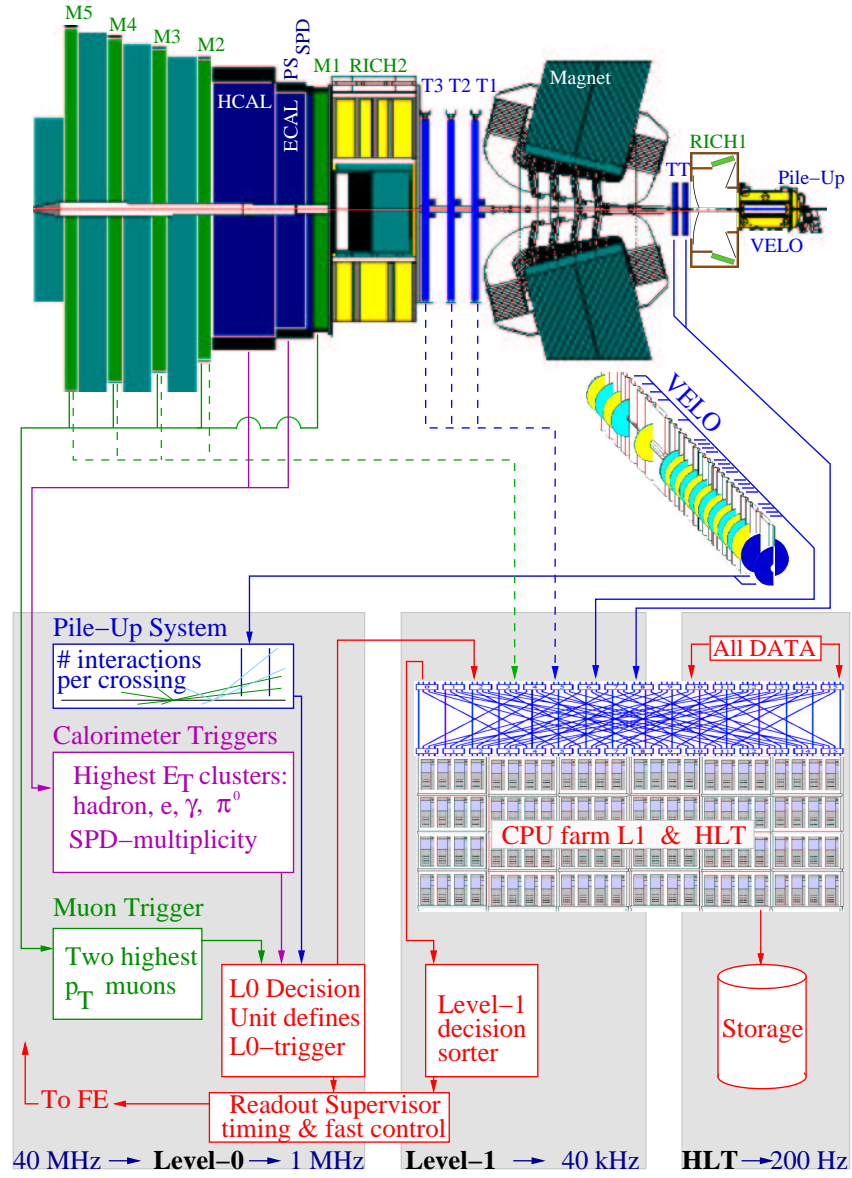 M5
M4
M3
M2
PS
SPD
M1
RICH2
HCAL
ECAL
T3
T2
T1
Magnet
TT
RICH1
Pile−Up
VELO
VELO
Pile−Up System
# interactions
per crossing
Calorimeter Triggers
Highest E_T clusters:
hadron, e, γ, π⁰
SPD−multiplicity
Muon Trigger
Two highest
p_T muons
L0 Decision
Unit defines
L0−trigger
To FE
Readout Supervisor
timing & fast control
Level−1
decision
sorter
All DATA
CPU farm L1 & HLT
Storage
40 MHz → Level−0 → 1 MHz
Level−1 → 40 kHz
HLT → 200 Hz